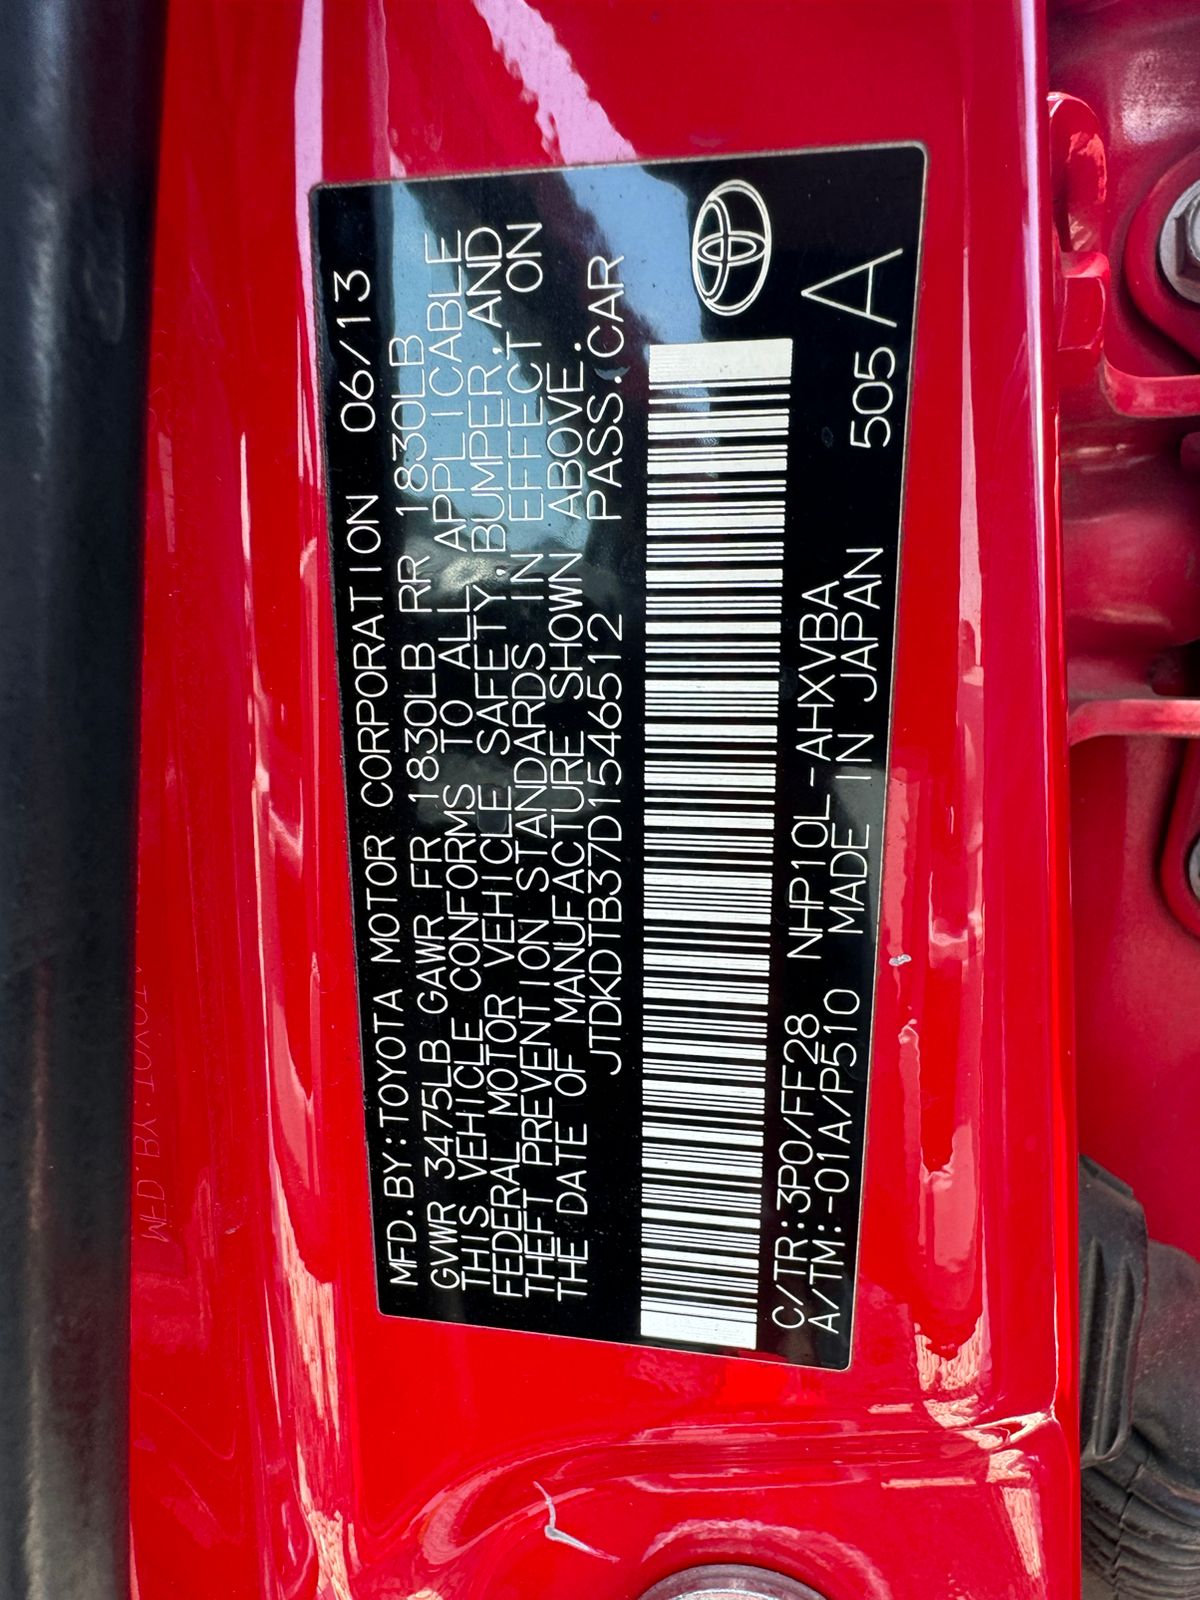 MFD.BY:TOYOTA MOTOR CORPORATION 06/13
GVWR 3475LB GAWR FR 1830LB RR 1830LB
THIS VEHICLE CONFORMS TO ALL APPLICABLE
FEDERAL MOTOR VEHICLE SAFETY,BUMPER,AND
THEFT PREVENTION STANDARDS IN EFFECT ON
THE DATE OF MANUFACTURE SHOWN ABOVE.
JTDKDTB37D1546512 PASS.CAR
C/TR:3P0/FF28 NHP10L-AHXVBA
A/TM:-01A/P510 MADE IN JAPAN 505 A